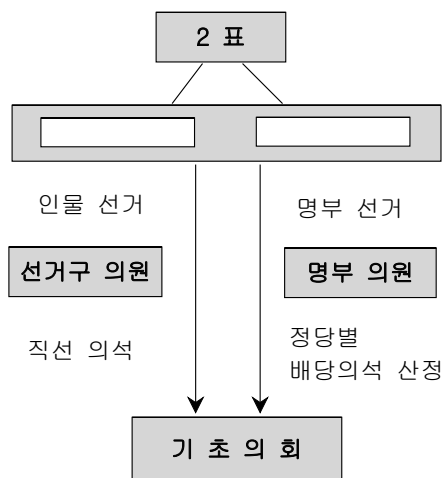 2 표
인물 선거
명부 선거
선거구 의원
명부 의원
직선 의석
정당별
배당의석 산정
기 초 의 회